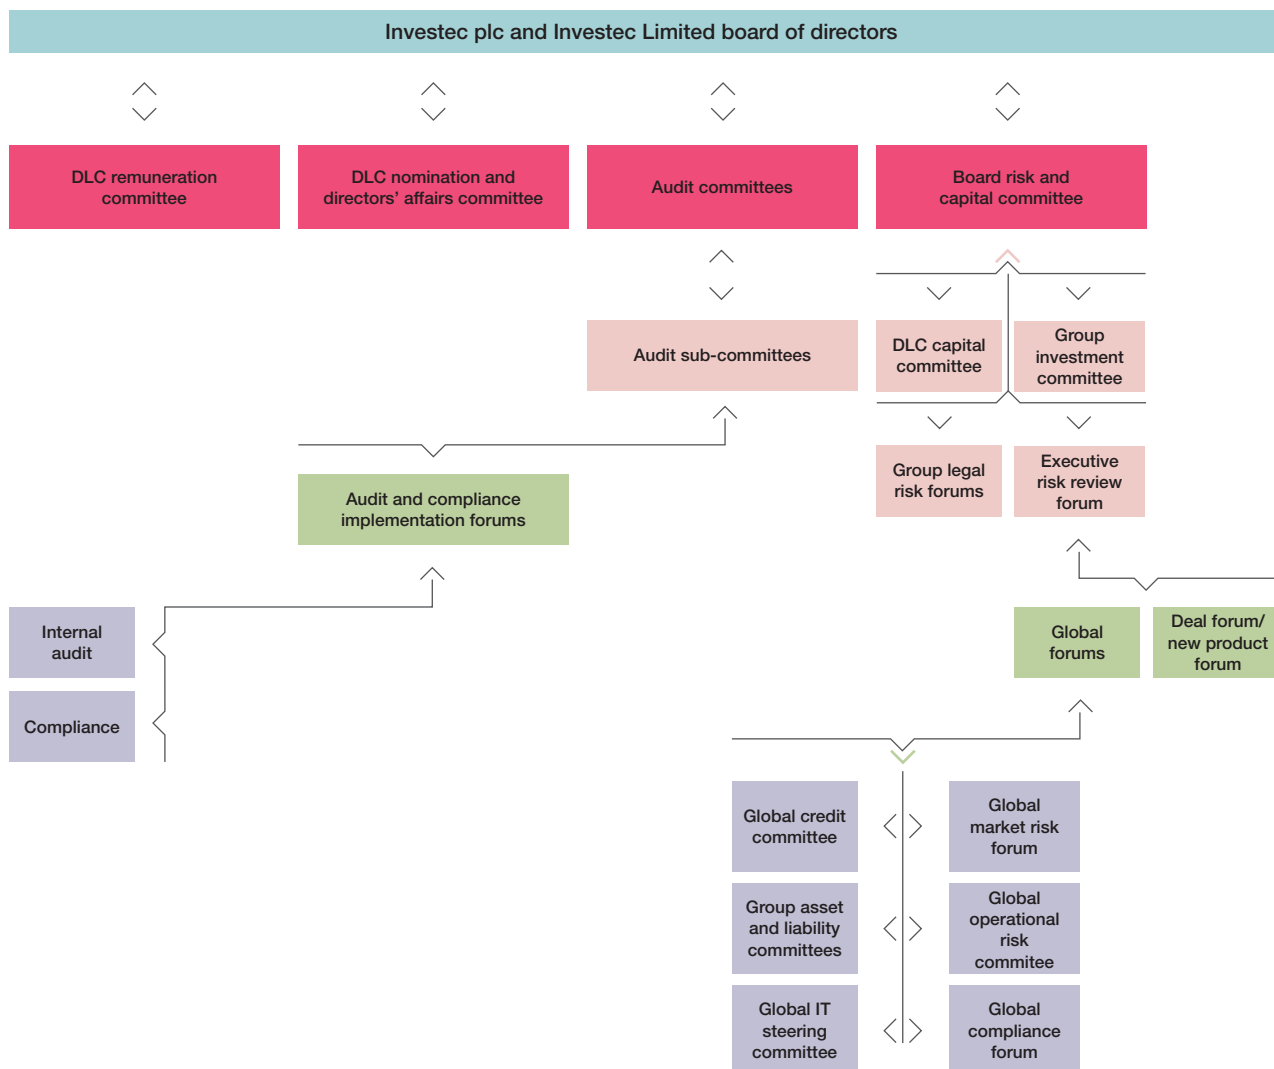 Investec plc and Investec Limited board of directors
DLC remuneration
committee
DLC nomination and
directors’ affairs committee
Audit committees
Board risk and
capital committee
Audit sub-committees
DLC capital
committee
Group
investment
committee
Group legal
risk forums
Executive
risk review
forum
Audit and compliance
implementation forums
Internal
audit
Compliance
Global
forums
Deal forum/
new product
forum
Global credit
committee
Global
market risk
forum
Group asset
and liability
committees
Global
operational
risk
commitee
Global IT
steering
committee
Global
compliance
forum